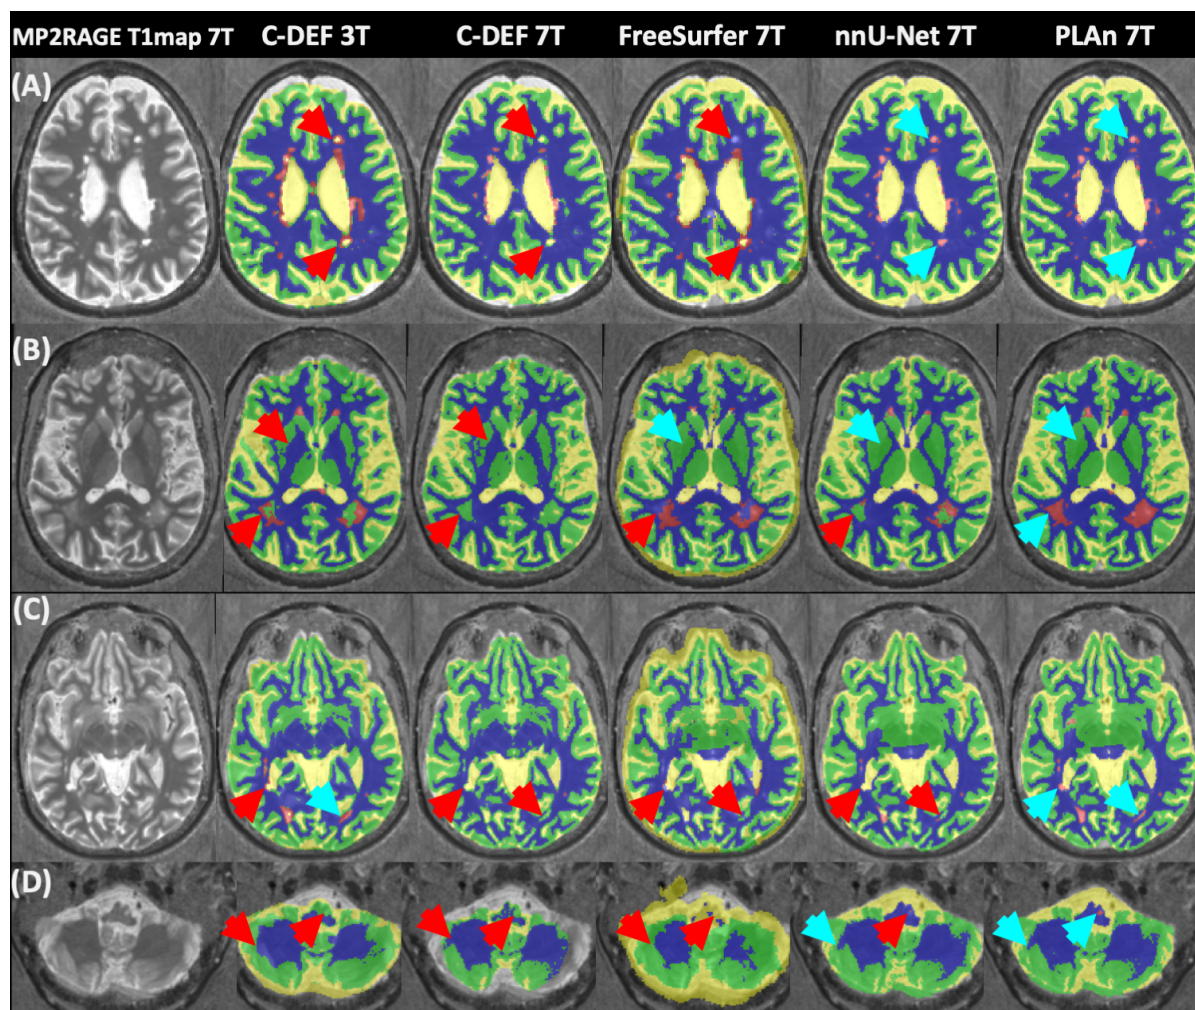 MP2RAGE T1map 7T C-DEF 3T C-DEF 7T FreeSurfer 7T nnU-Net 7T PLAn 7T
(A)
(B)
(C)
(D)